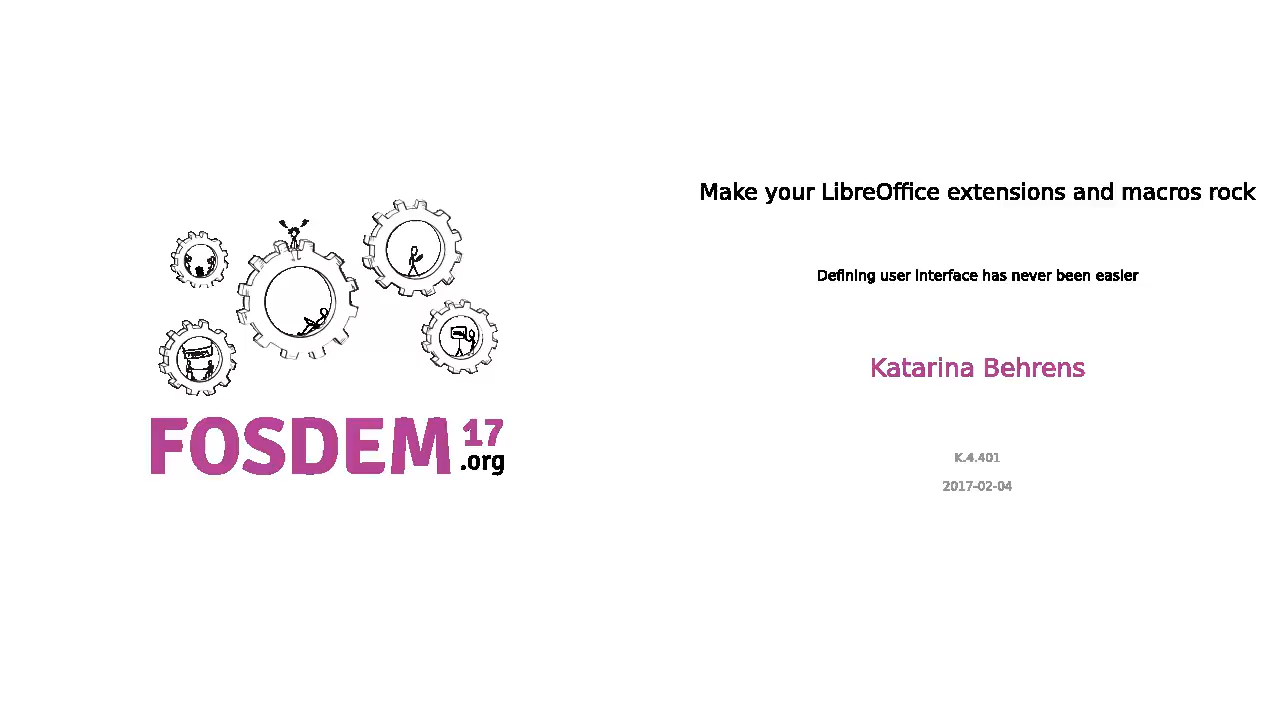 Make your LibreOffice extensions and macros rock
Defining user interface has never been easier
Katarina Behrens
K.4.401
2017-02-04
FOSDEM 17
.org